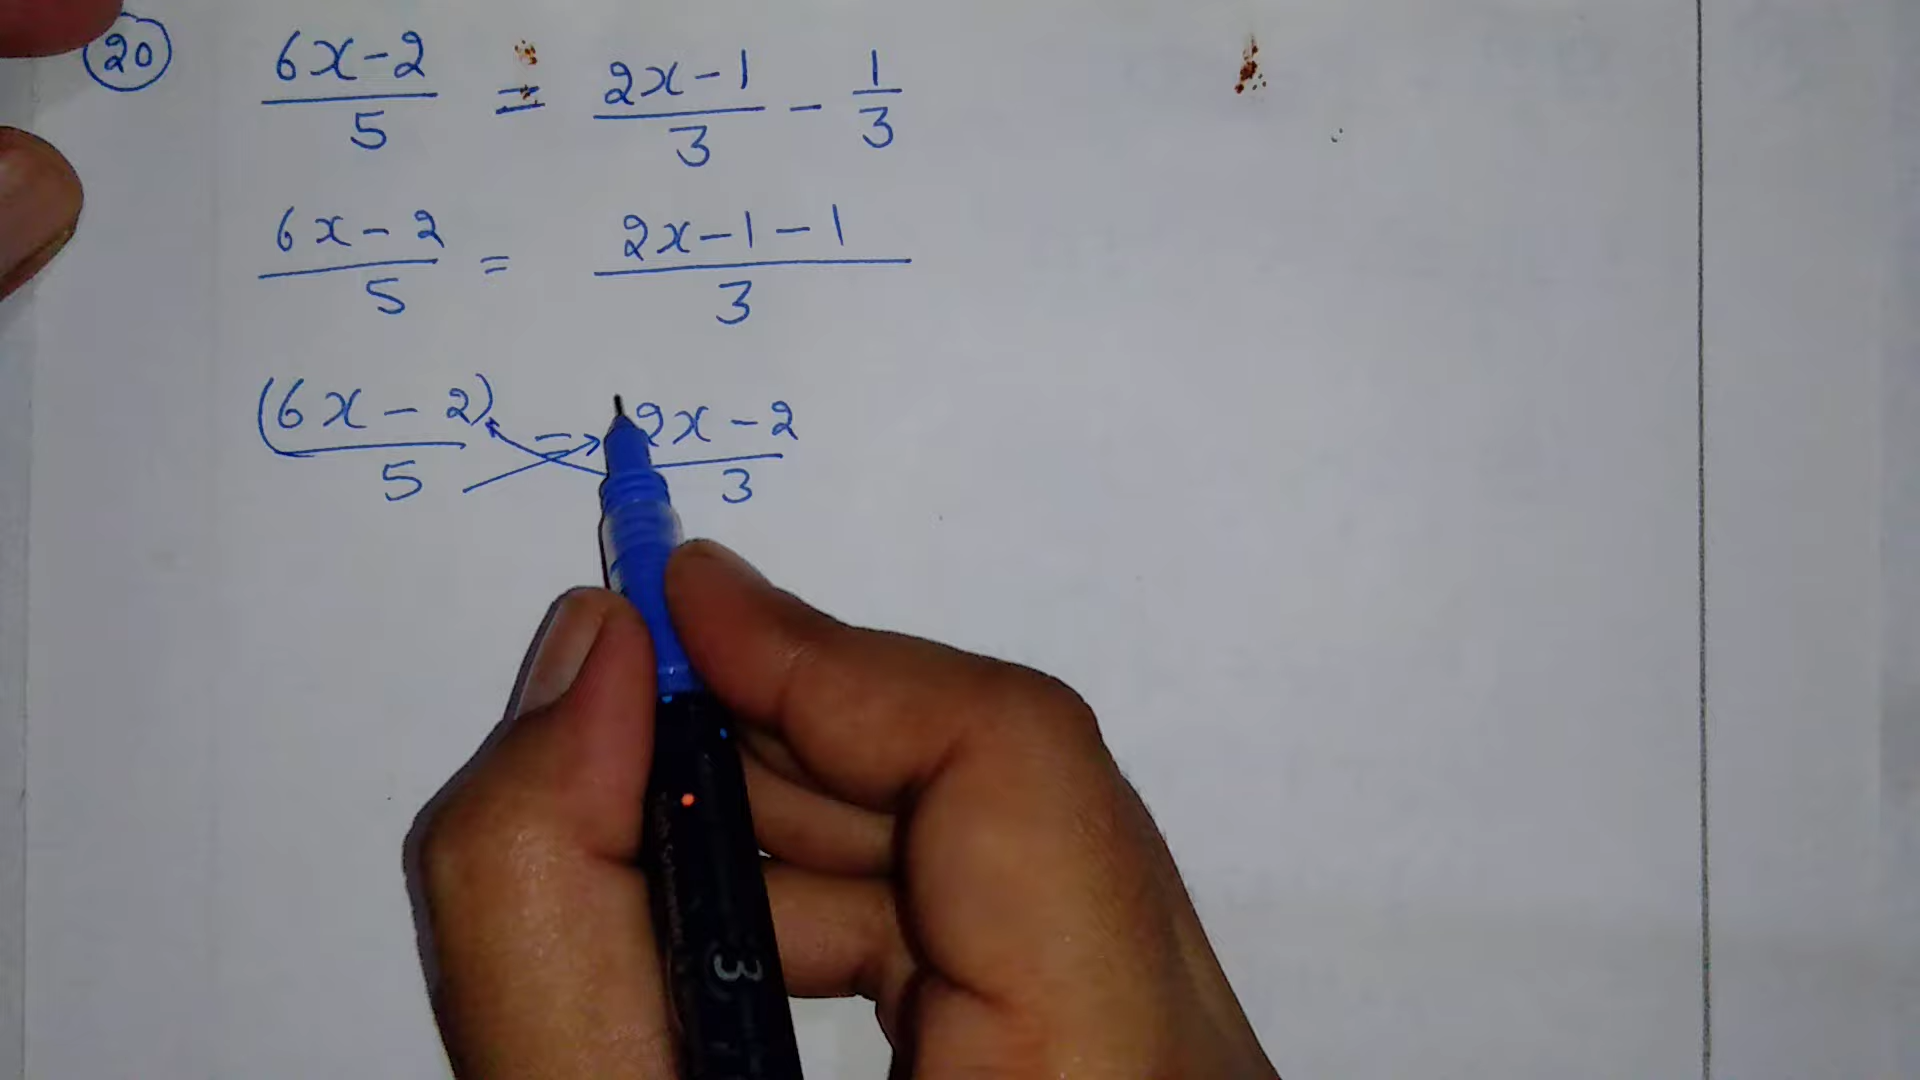 20 6x-2/5 = 2x-1/3 - 1/3
6x-2/5 = 2x-1-1/3
(6x-2)/5 = 2x-2/3
3